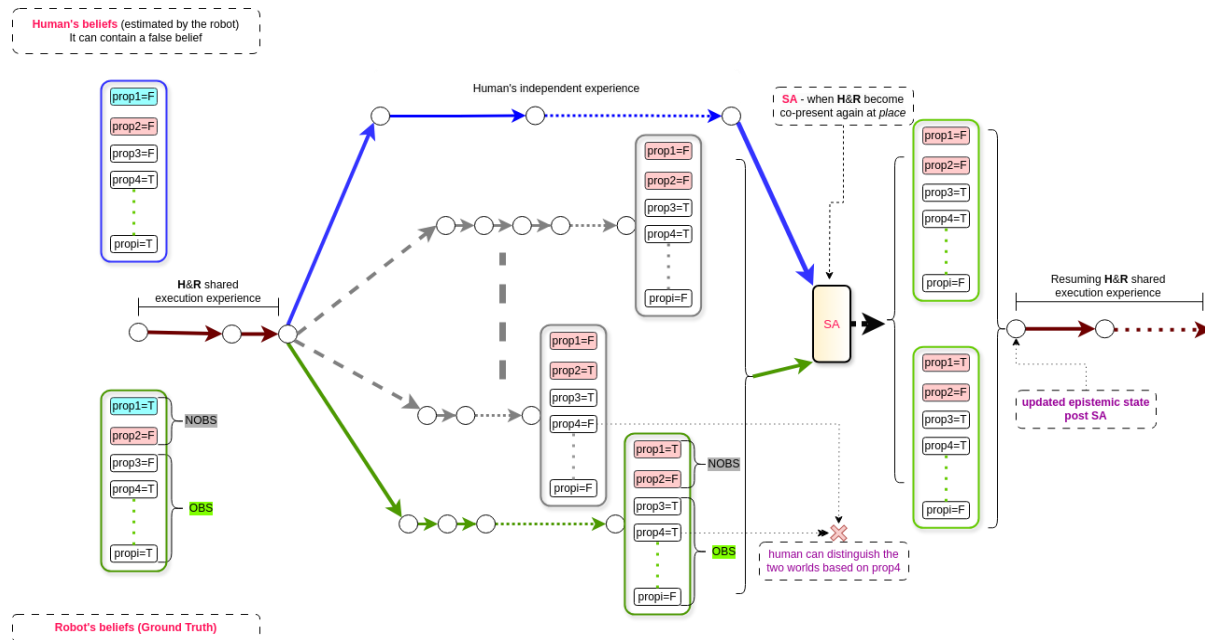 Human's beliefs (estimated by the robot)
It can contain a false belief
prop1=F
prop2=F
prop3=F
prop4=T
propi=T
H&R shared
execution experience
prop1=T
prop2=F
prop3=F
prop4=T
propi=T
NOBS
OBS
Robot's beliefs (Ground Truth)
Human's independent experience
prop1=F
prop2=F
prop3=T
prop4=T
propi=F
prop1=F
prop2=T
prop3=T
prop4=F
propi=F
prop1=T
prop2=F
prop3=T
prop4=T
propi=F
NOBS
OBS
SA - when H&R become
co-present again at place
SA
human can distinguish the
two worlds based on prop4
prop1=F
prop2=F
prop3=T
prop4=T
propi=F
prop1=T
prop2=F
prop3=T
prop4=T
propi=F
Resuming H&R shared
execution experience
updated epistemic state
post SA